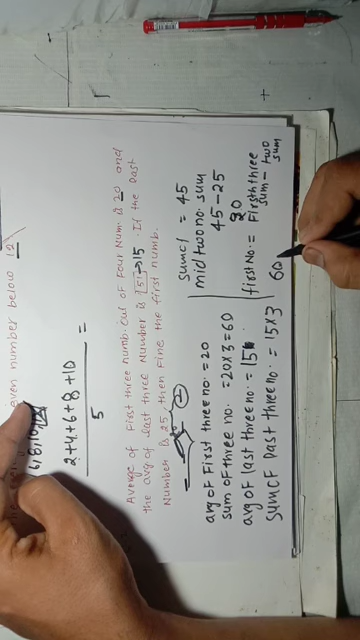 even number below 12
6,8,10,
2+4+6+8+10 =
5
Average of First three numb. out of Four Num. is 20 and
the avg of last three Number is 15 → 15. If the Last
Number is 25, then Fine the first numb.
avg of First three no. = 20
sum of three no. = 20 x 3 = 60
avg of last three no. = 15
sum of Last three no. = 15 x 3
sum of = 45
mid two no. sum
45 - 25
20
first No. = First three sum - two sum
60